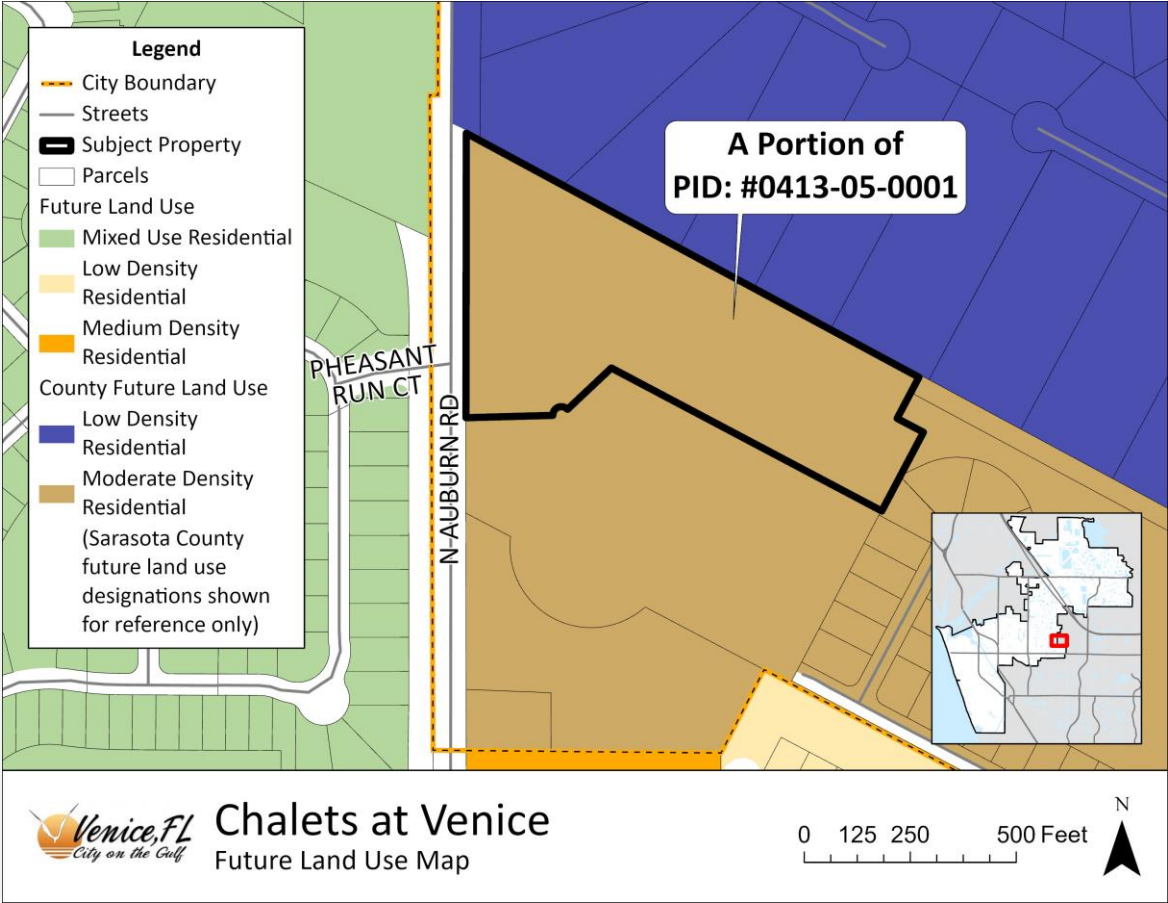 Legend
City Boundary
Streets
Subject Property
Parcels
Future Land Use
Mixed Use Residential
Low Density
Residential
Medium Density
Residential
County Future Land Use
Low Density
Residential
Moderate Density
Residential
(Sarasota County
future land use
designations shown
for reference only)
A Portion of
PID: #0413-05-0001
PHEASANT
RUN CT
N AUBURN RD
Venice, FL
City on the Gulf
Chalets at Venice
Future Land Use Map
0 125 250 500 Feet
N